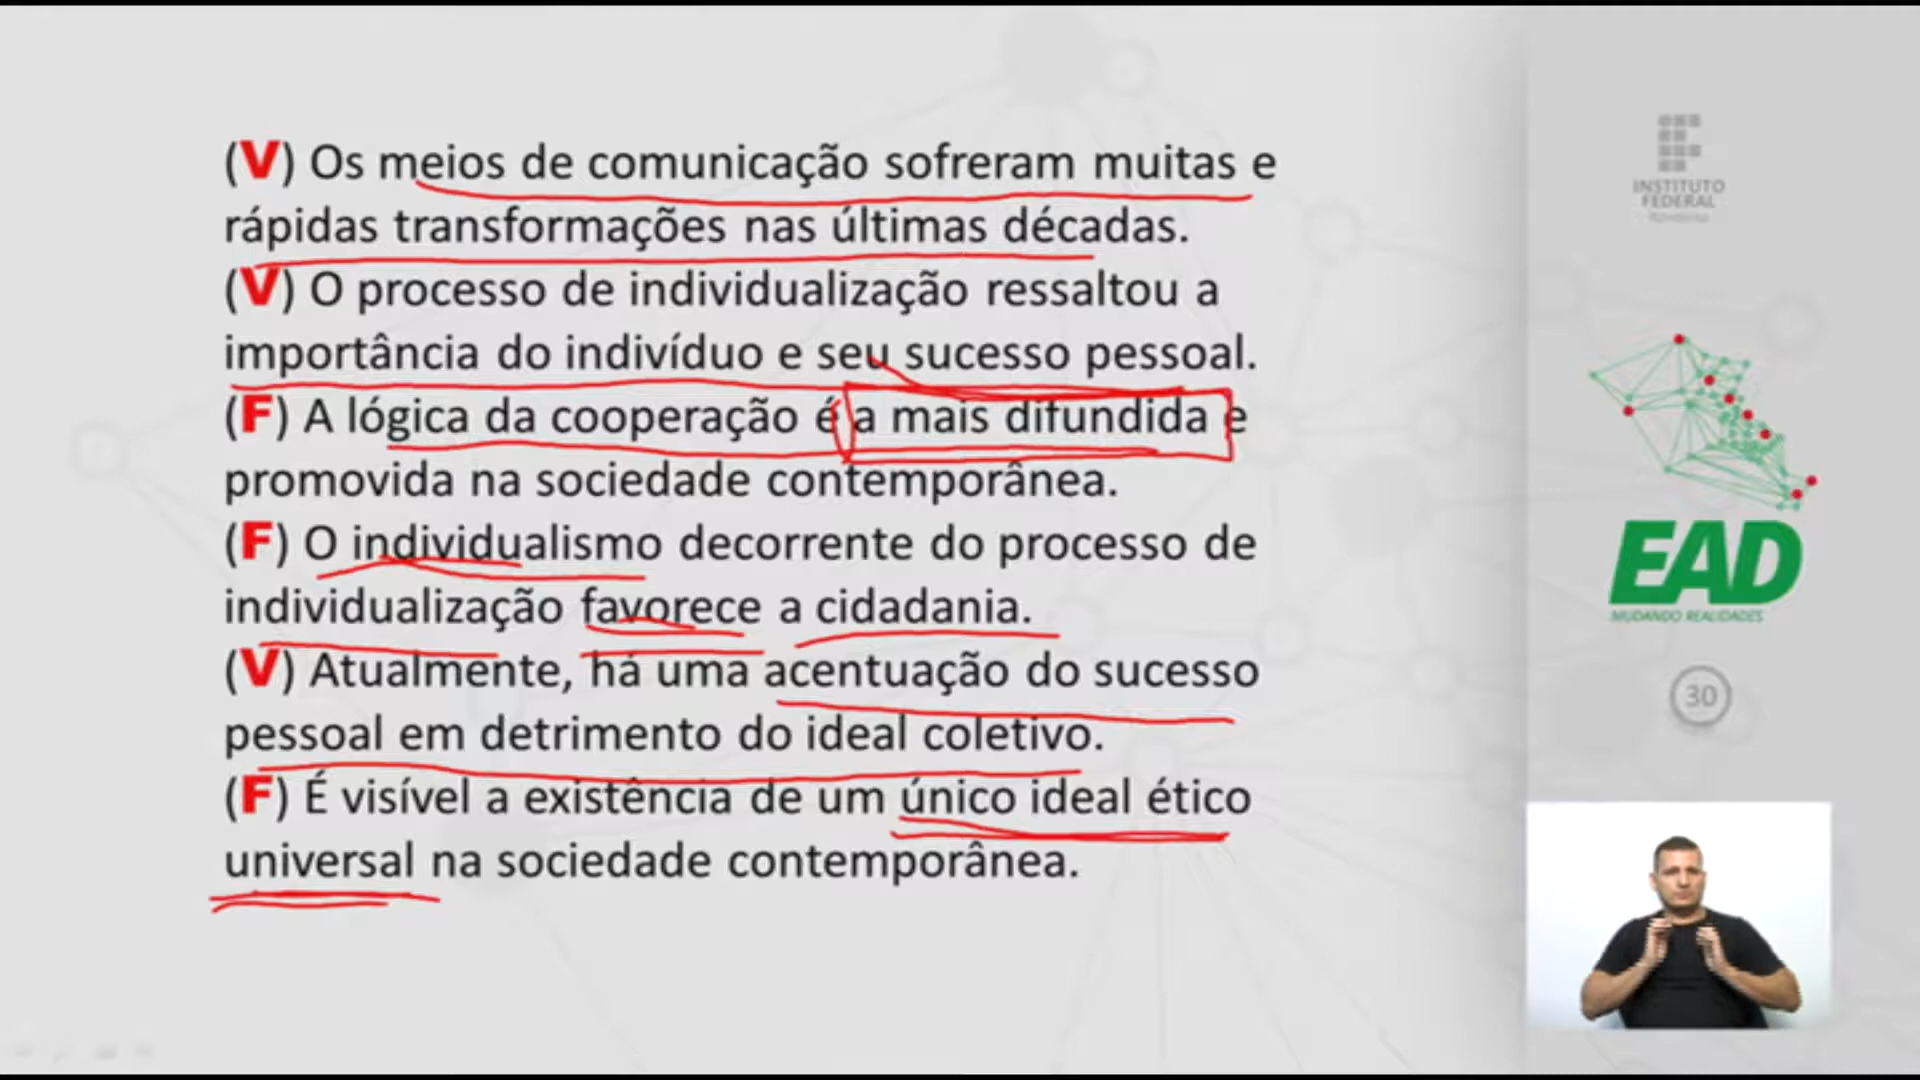 (V) Os meios de comunicação sofreram muitas e
rápidas transformações nas últimas décadas.
(V) O processo de individualização ressaltou a
importância do indivíduo e seu sucesso pessoal.
(F) A lógica da cooperação é a mais difundida e
promovida na sociedade contemporânea.
(F) O individualismo decorrente do processo de
individualização favorece a cidadania.
(V) Atualmente, há uma acentuação do sucesso
pessoal em detrimento do ideal coletivo.
(F) É visível a existência de um único ideal ético
universal na sociedade contemporânea.
INSTITUTO
FEDERAL
Rondônia
EAD
MUDANDO REALIDADES
30